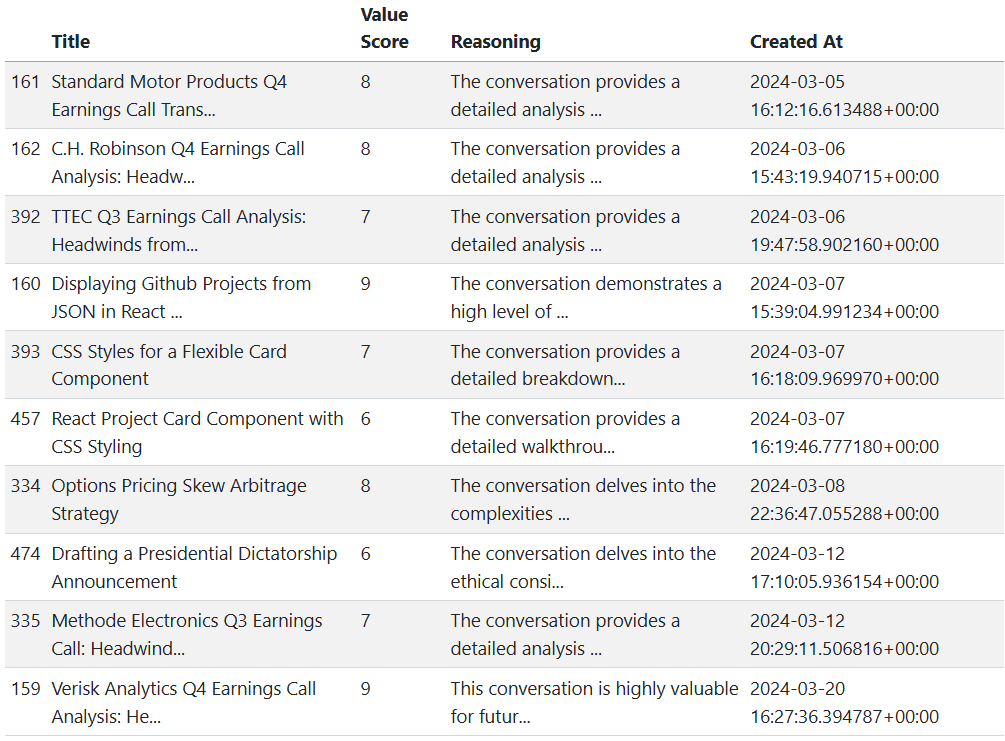 Title Value Score Reasoning Created At
161 Standard Motor Products Q4 Earnings Call Trans... 8 The conversation provides a detailed analysis ... 2024-03-05 16:12:16.613488+00:00
162 C.H. Robinson Q4 Earnings Call Analysis: Headw... 8 The conversation provides a detailed analysis ... 2024-03-06 15:43:19.940715+00:00
392 TTEC Q3 Earnings Call Analysis: Headwinds from... 7 The conversation provides a detailed analysis ... 2024-03-06 19:47:58.902160+00:00
160 Displaying Github Projects from JSON in React ... 9 The conversation demonstrates a high level of ... 2024-03-07 15:39:04.991234+00:00
393 CSS Styles for a Flexible Card Component 7 The conversation provides a detailed breakdown... 2024-03-07 16:18:09.969970+00:00
457 React Project Card Component with CSS Styling 6 The conversation provides a detailed walkthrou... 2024-03-07 16:19:46.777180+00:00
334 Options Pricing Skew Arbitrage Strategy 8 The conversation delves into the complexities ... 2024-03-08 22:36:47.055288+00:00
474 Drafting a Presidential Dictatorship Announcement 6 The conversation delves into the ethical consi... 2024-03-12 17:10:05.936154+00:00
335 Methode Electronics Q3 Earnings Call: Headwind... 7 The conversation provides a detailed analysis ... 2024-03-12 20:29:11.506816+00:00
159 Verisk Analytics Q4 Earnings Call Analysis: He... 9 This conversation is highly valuable for futur... 2024-03-20 16:27:36.394787+00:00